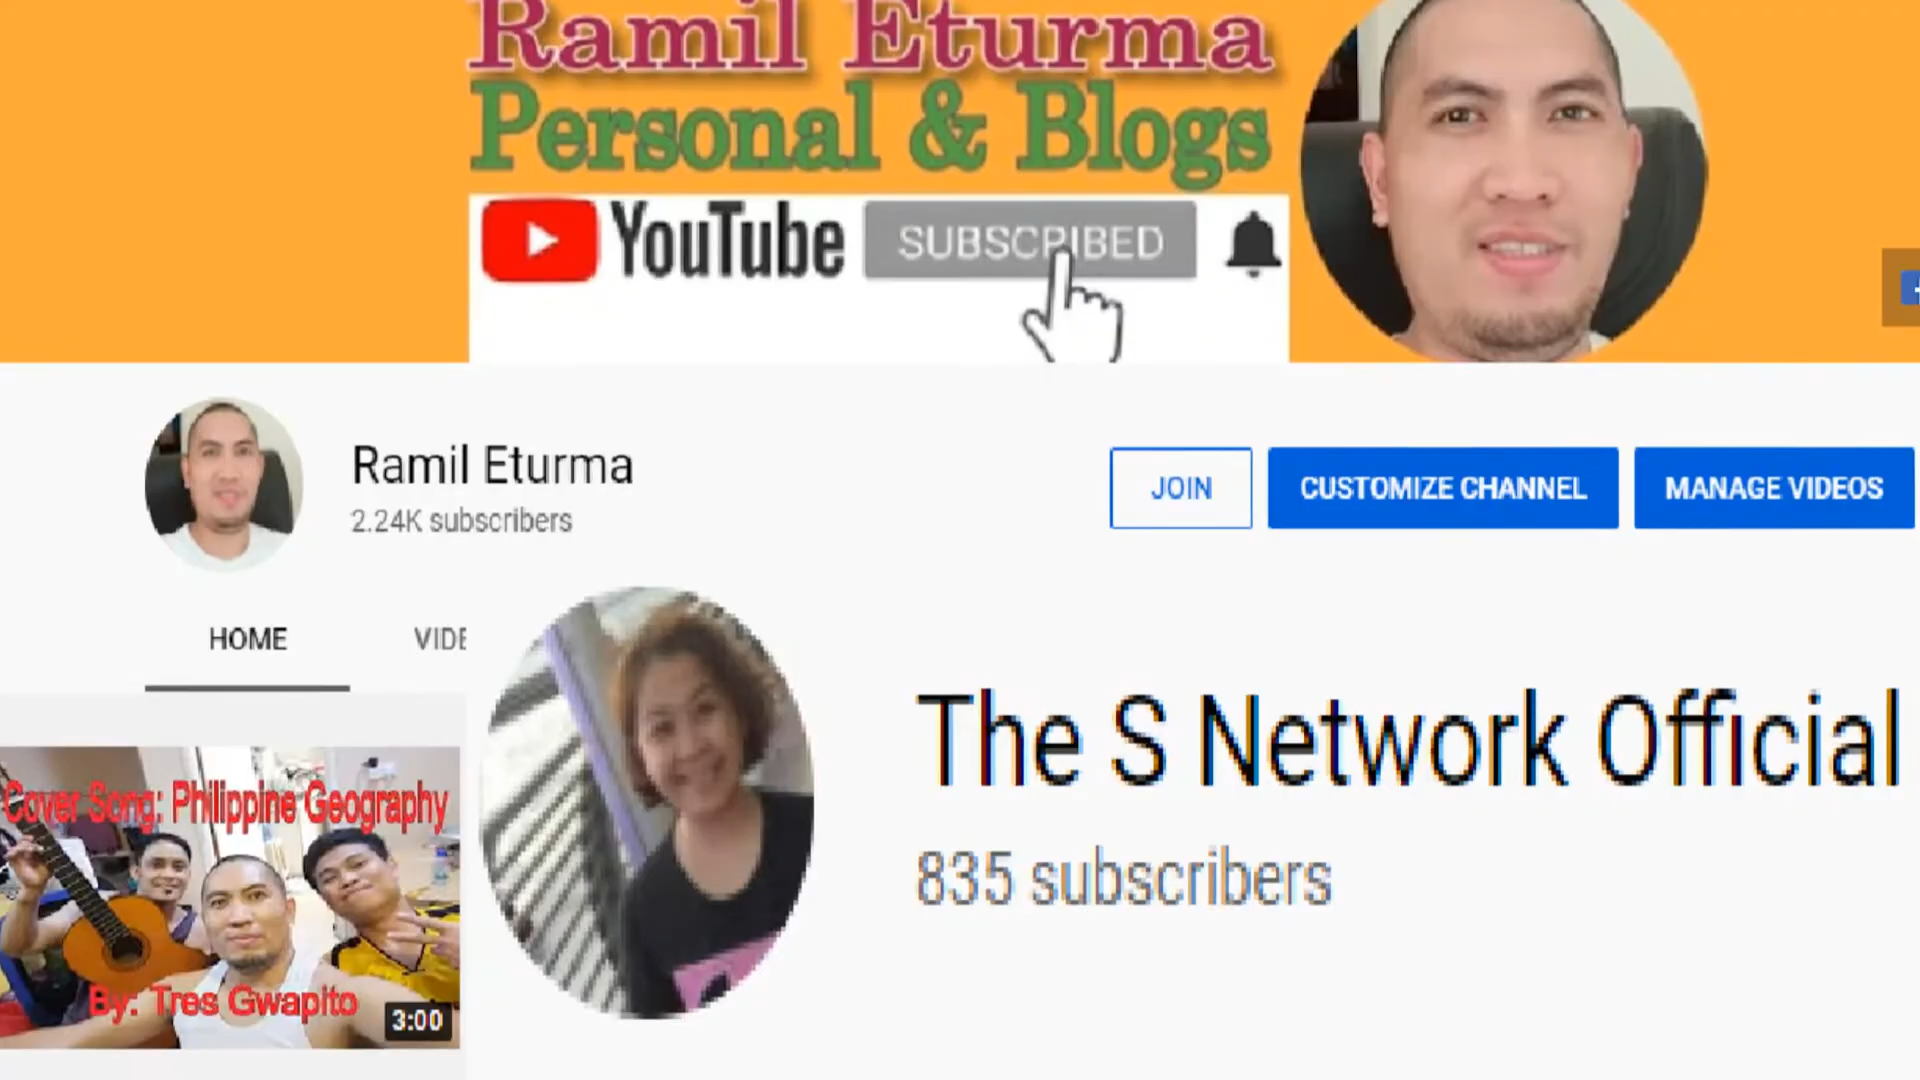 Ramil Eturma
Personal & Blogs
YouTube SUBSCRIBED
Ramil Eturma
2.24K subscribers
JOIN
CUSTOMIZE CHANNEL
MANAGE VIDEOS
HOME
VIDE
The S Network Official
835 subscribers
Cover Song: Philippine Geography
By: Tres Gwapito
3:00